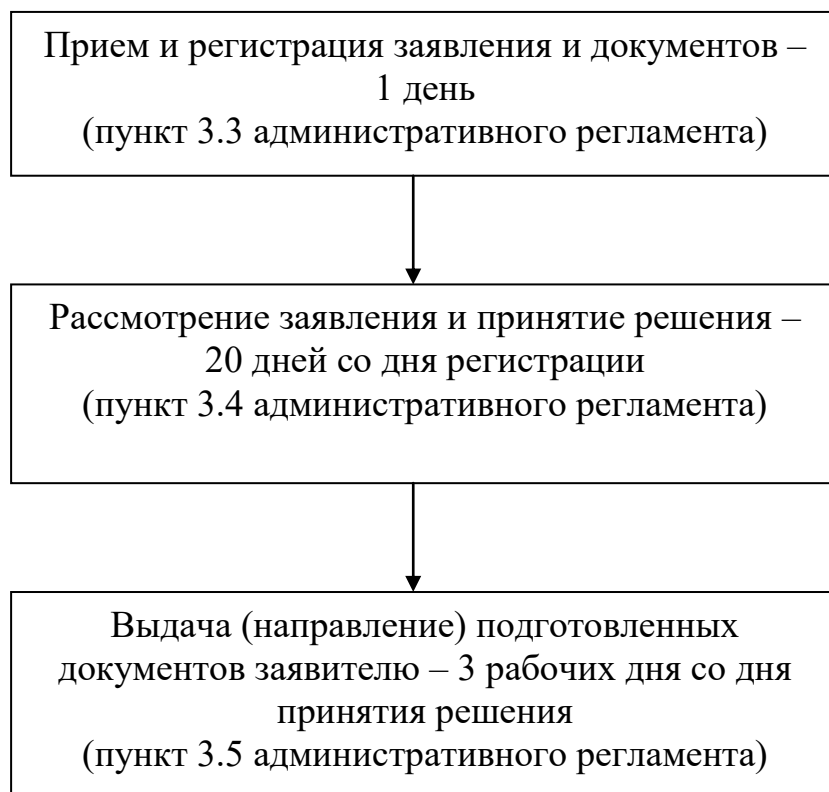 Прием и регистрация заявления и документов –
1 день
(пункт 3.3 административного регламента)
Рассмотрение заявления и принятие решения –
20 дней со дня регистрации
(пункт 3.4 административного регламента)
Выдача (направление) подготовленных
документов заявителю – 3 рабочих дня со дня
принятия решения
(пункт 3.5 административного регламента)